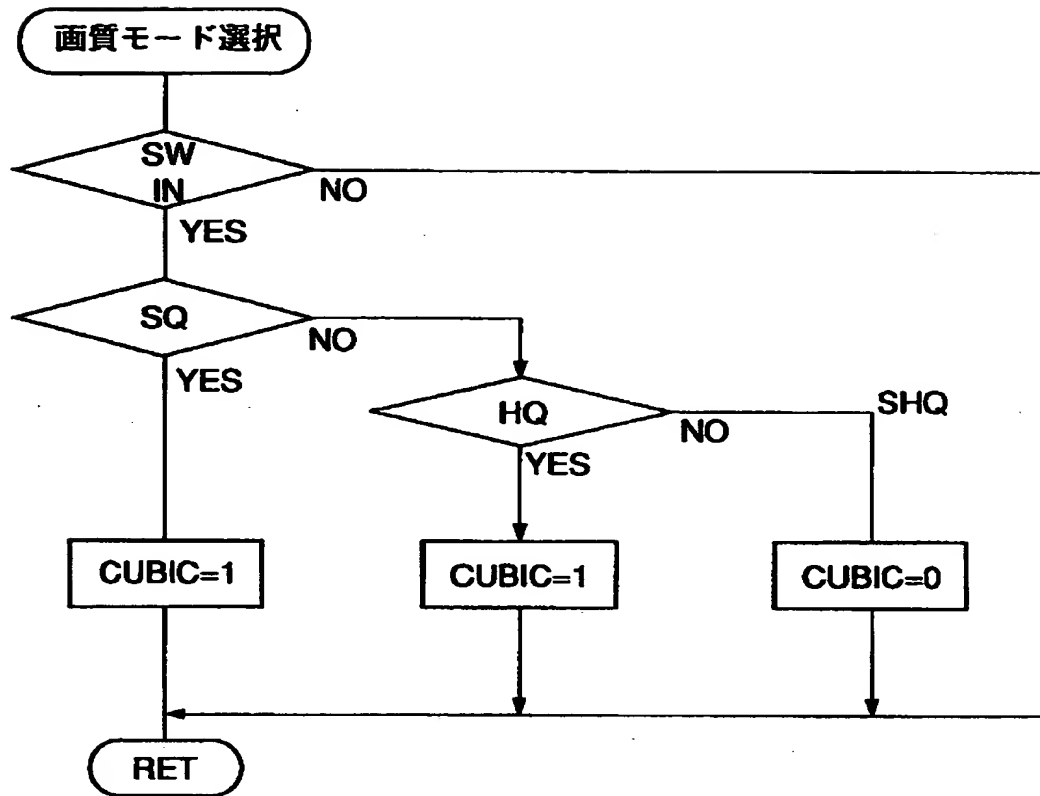 画質モード選択
SW
IN
NO
YES
SQ
NO
YES
HQ
NO
SHQ
YES
CUBIC=1
CUBIC=1
CUBIC=0
RET